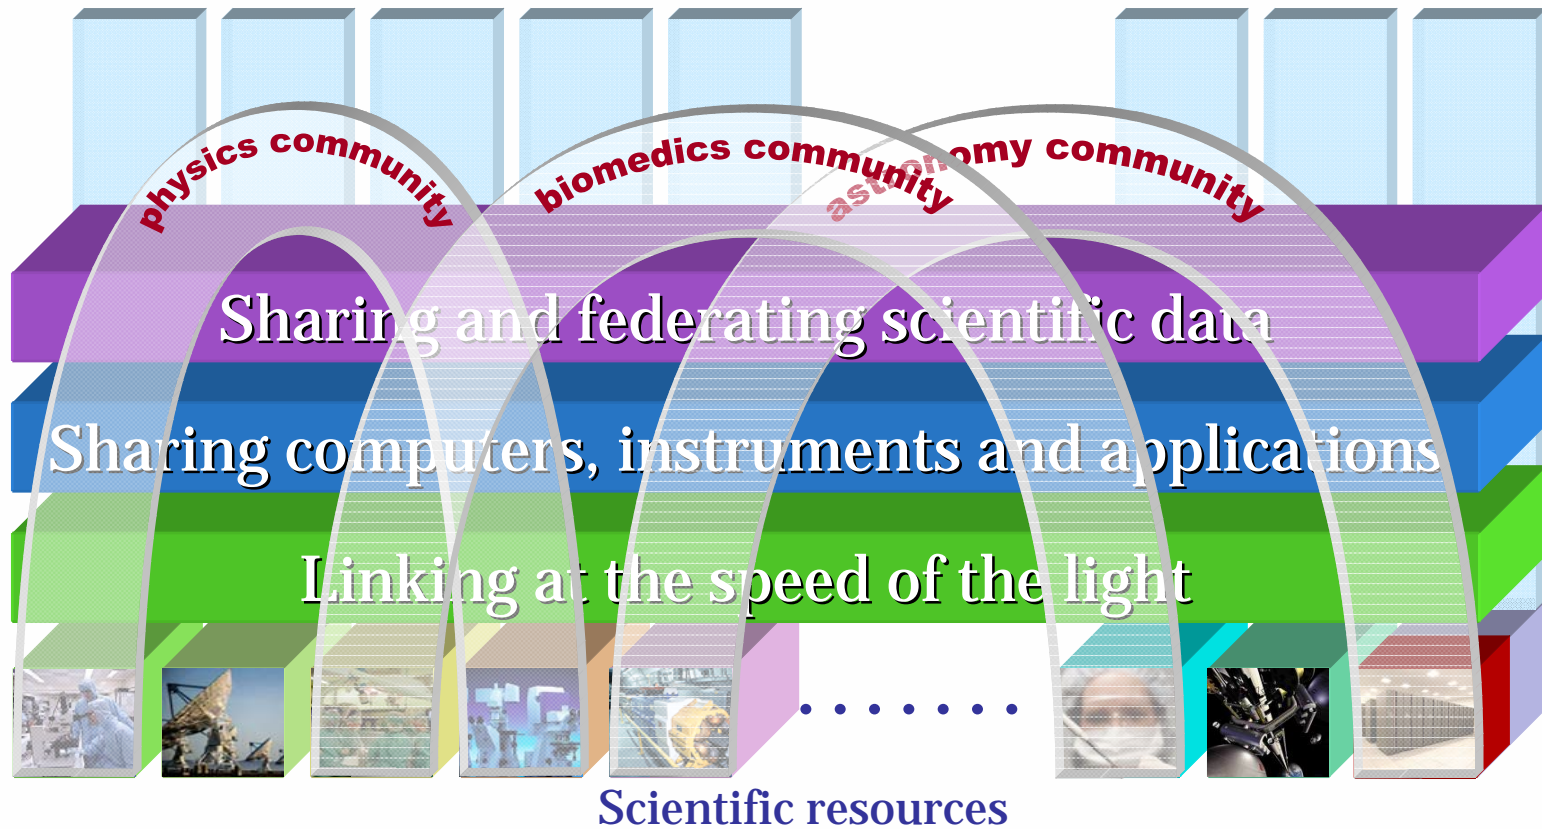 physics community
biomedics community
astronomy community
Sharing and federating scientific data
Sharing computers, instruments and applications
Linking at the speed of the light
Scientific resources